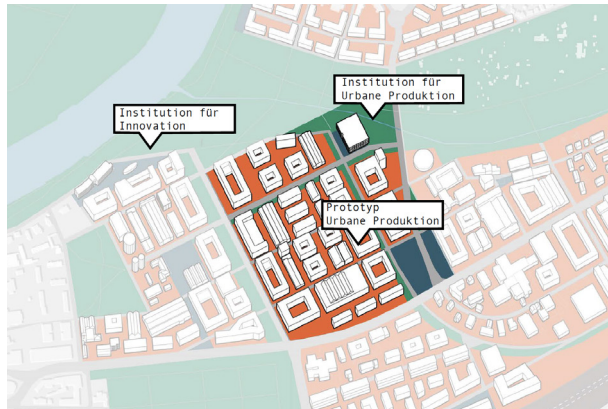 Institution für
Urbane Produktion
Institution für
Innovation
Prototyp
Urbane Produktion